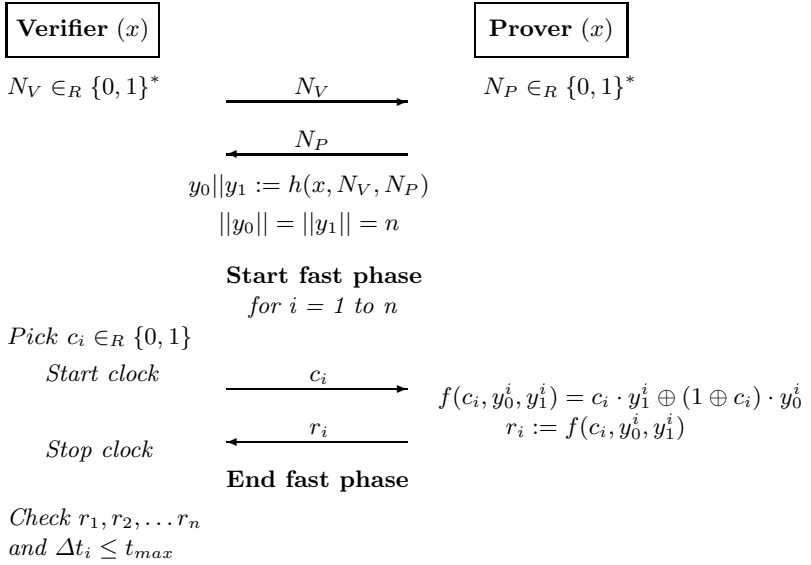 Verifier (x) Prover (x)
N_V ∈_R {0,1}* N_V N_P ∈_R {0,1}*
N_P
y_0||y_1 := h(x, N_V, N_P)
||y_0|| = ||y_1|| = n
Start fast phase
for i = 1 to n
Pick c_i ∈_R {0,1}
Start clock c_i f(c_i, y_0^i, y_1^i) = c_i · y_1^i ⊕ (1 ⊕ c_i) · y_0^i
r_i r_i := f(c_i, y_0^i, y_1^i)
Stop clock
End fast phase
Check r_1, r_2, ... r_n
and Δt_i ≤ t_max